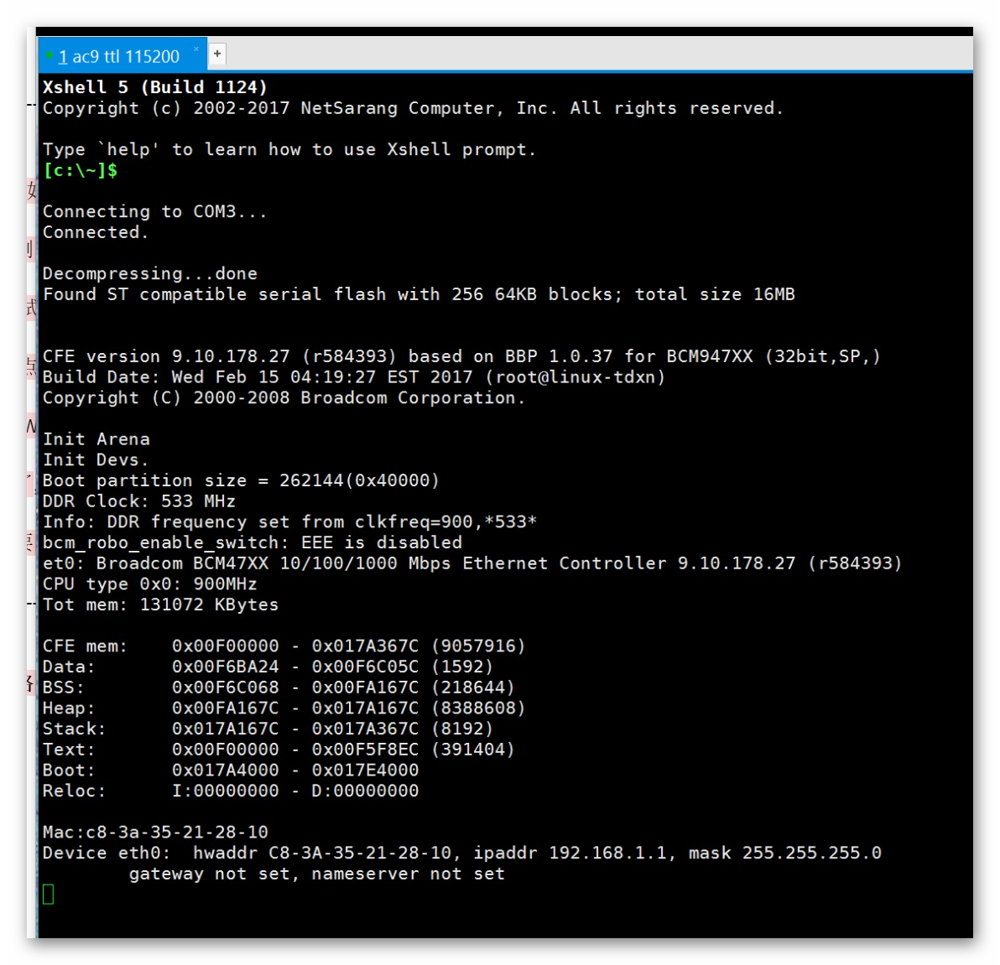 1 ac9 ttl 115200 × +
Xshell 5 (Build 1124)
Copyright (c) 2002-2017 NetSarang Computer, Inc. All rights reserved.
Type `help' to learn how to use Xshell prompt.
[c:\~]$
Connecting to COM3...
Connected.
Decompressing...done
Found ST compatible serial flash with 256 64KB blocks; total size 16MB
CFE version 9.10.178.27 (r584393) based on BBP 1.0.37 for BCM947XX (32bit,SP,)
Build Date: Wed Feb 15 04:19:27 EST 2017 (root@linux-tdxn)
Copyright (C) 2000-2008 Broadcom Corporation.
Init Arena
Init Devs.
Boot partition size = 262144(0x40000)
DDR Clock: 533 MHz
Info: DDR frequency set from clkfreq=900,*533*
bcm_robo_enable_switch: EEE is disabled
et0: Broadcom BCM47XX 10/100/1000 Mbps Ethernet Controller 9.10.178.27 (r584393)
CPU type 0x0: 900MHz
Tot mem: 131072 KBytes
CFE mem:    0x00F00000 - 0x017A367C (9057916)
Data:       0x00F6BA24 - 0x00F6C05C (1592)
BSS:        0x00F6C068 - 0x00FA167C (218644)
Heap:       0x00FA167C - 0x017A167C (8388608)
Stack:      0x017A167C - 0x017A367C (8192)
Text:       0x00F00000 - 0x00F5F8EC (391404)
Boot:       0x017A4000 - 0x017E4000
Reloc:      I:00000000 - D:00000000
Mac:c8-3a-35-21-28-10
Device eth0:  hwaddr C8-3A-35-21-28-10, ipaddr 192.168.1.1, mask 255.255.255.0
        gateway not set, nameserver not set